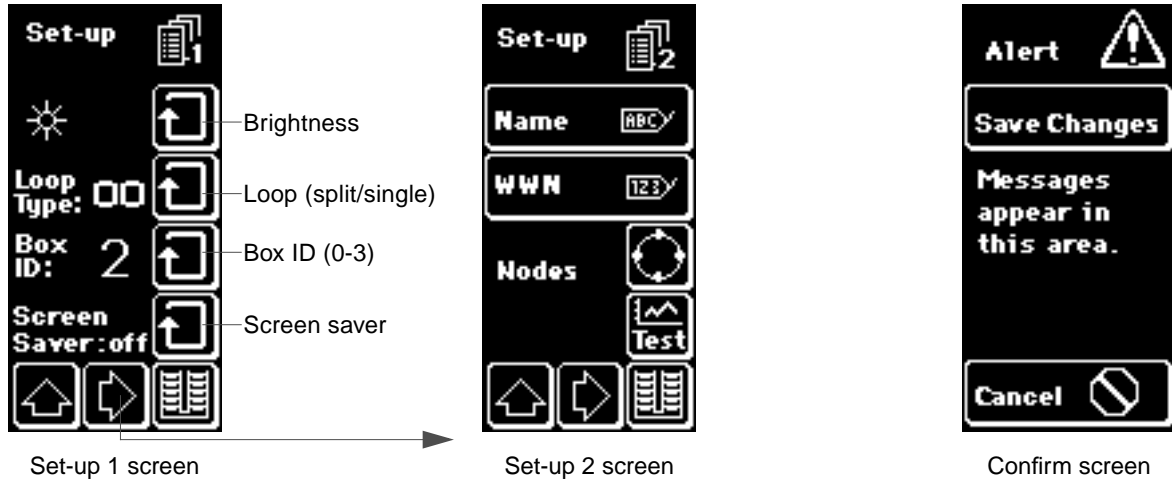 Set-up
1
Brightness
Loop
Type:
Loop (split/single)
Box
ID: 2
Box ID (0-3)
Screen
Saver:off
Screen saver
Set-up 1 screen
Set-up
2
Name ABC
WWN 123
Nodes
Test
Set-up 2 screen
Alert
Save Changes
Messages
appear in
this area.
Cancel
Confirm screen